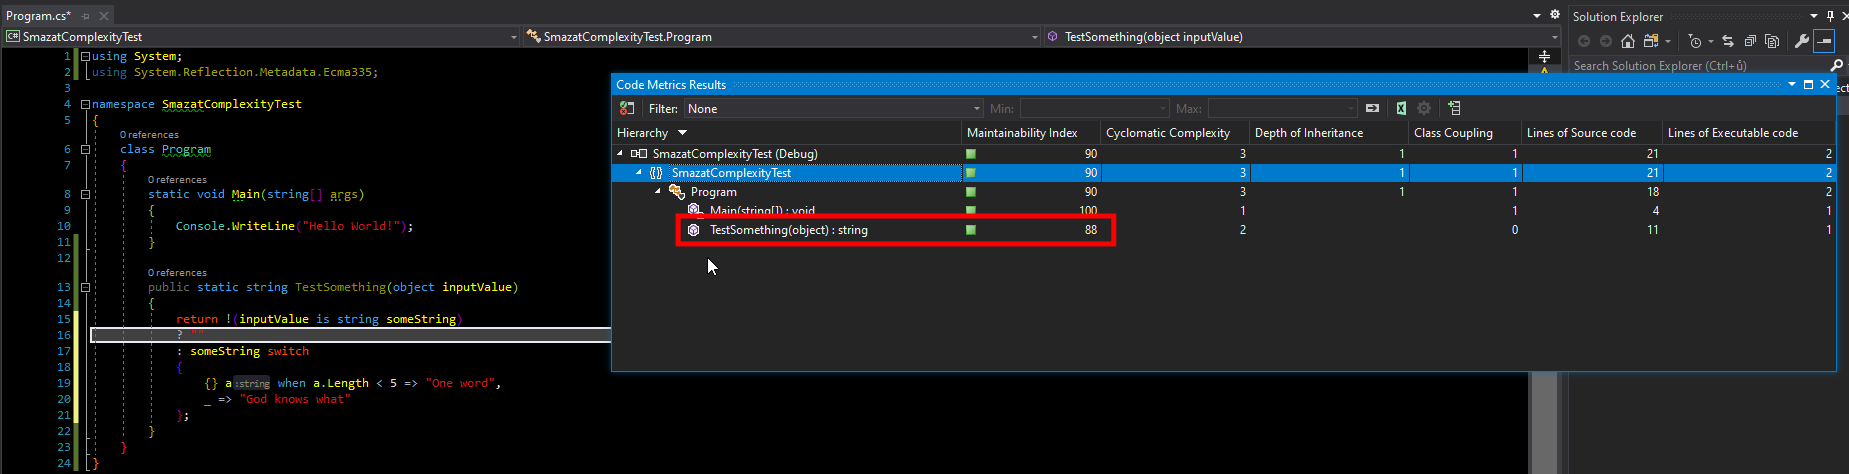 Program.cs*
Solution Explorer
C# SmazatComplexityTest
SmazatComplexityTest.Program
TestSomething(object inputValue)
Search Solution Explorer (Ctrl+ů)
1 using System;
2 using System.Reflection.Metadata.Ecma335;
3
4 namespace SmazatComplexityTest
5 {
0 references
6 class Program
7 {
0 references
8 static void Main(string[] args)
9 {
10 Console.WriteLine("Hello World!");
11 }
12
0 references
13 public static string TestSomething(object inputValue)
14 {
15 return !(inputValue is string someString)
16 ? ""
17 : someString switch
18 {
19 {} a:string when a.Length < 5 => "One word",
20 _ => "God knows what"
21 };
22 }
23 }
24 }
Code Metrics Results
Filter: None Min: Max:
Hierarchy Maintainability Index Cyclomatic Complexity Depth of Inheritance Class Coupling Lines of Source code Lines of Executable code
SmazatComplexityTest (Debug) 90 3 1 1 21 2
SmazatComplexityTest 90 3 1 1 21 2
Program 90 3 1 1 18 2
Main(string[]) : void 100 1 1 4 1
TestSomething(object) : string 88 2 0 11 1